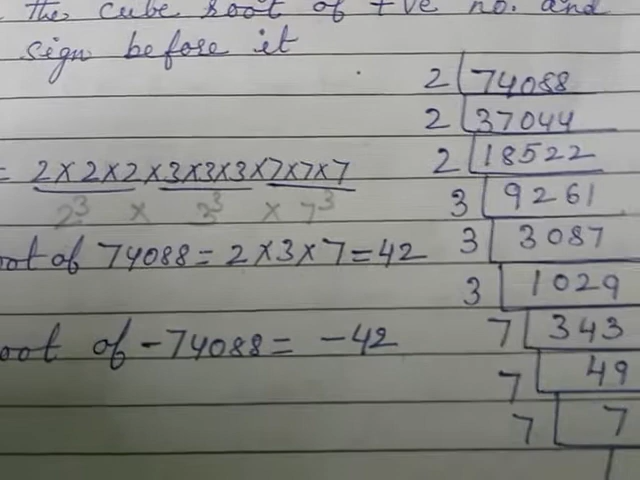 the cube root of +ve no. and
sign before it
= 2×2×2×3×3×3×7×7×7
2³ × 3³ × 7³
oot of 74088 = 2×3×7=42
oot of -74088 = -42
2 74088
2 37044
2 18522
3 9261
3 3087
3 1029
7 343
7 49
7 7